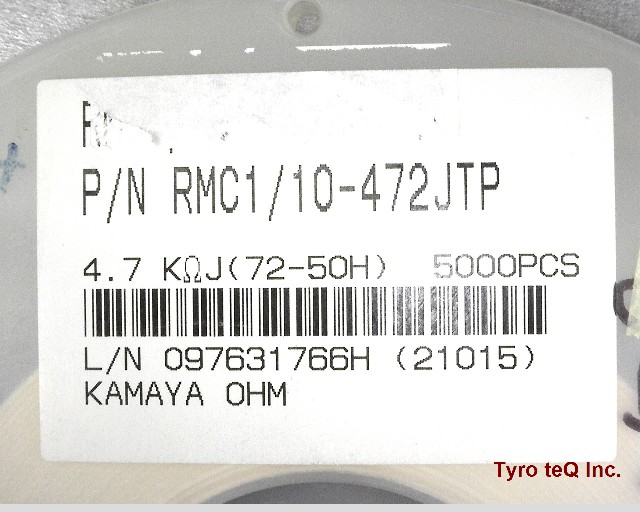 P/N RMC1/10-472JTP
4.7 KΩJ(72-50H) 5000PCS
L/N 097631766H (21015)
KAMAYA OHM
Tyro teQ Inc.